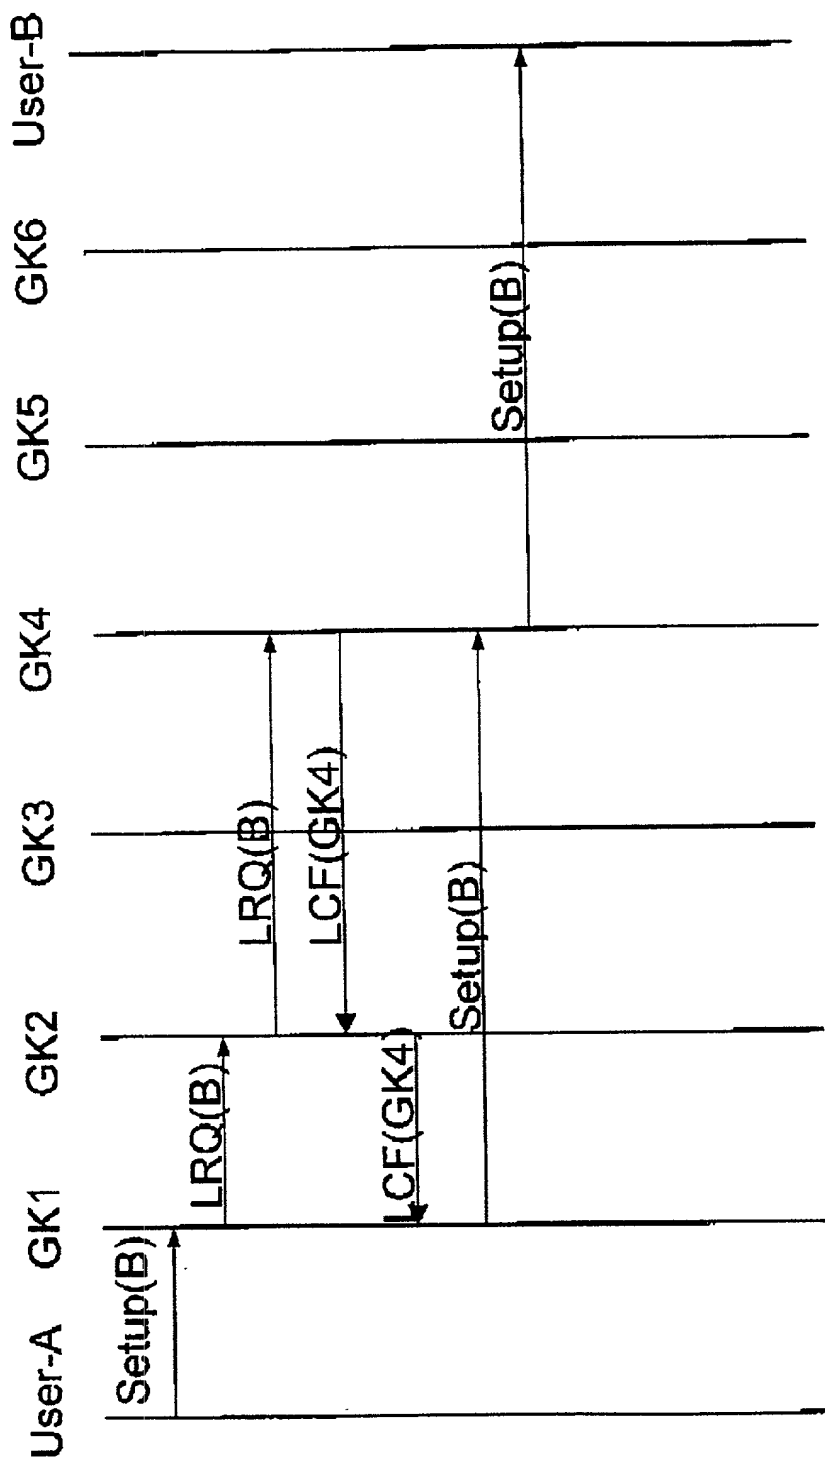 User-A GK1 GK2 GK3 GK4 GK5 GK6 User-B
Setup(B)
LRQ(B)
LRQ(B)
LCF(GK4)
LCF(GK4)
Setup(B)
Setup(B)